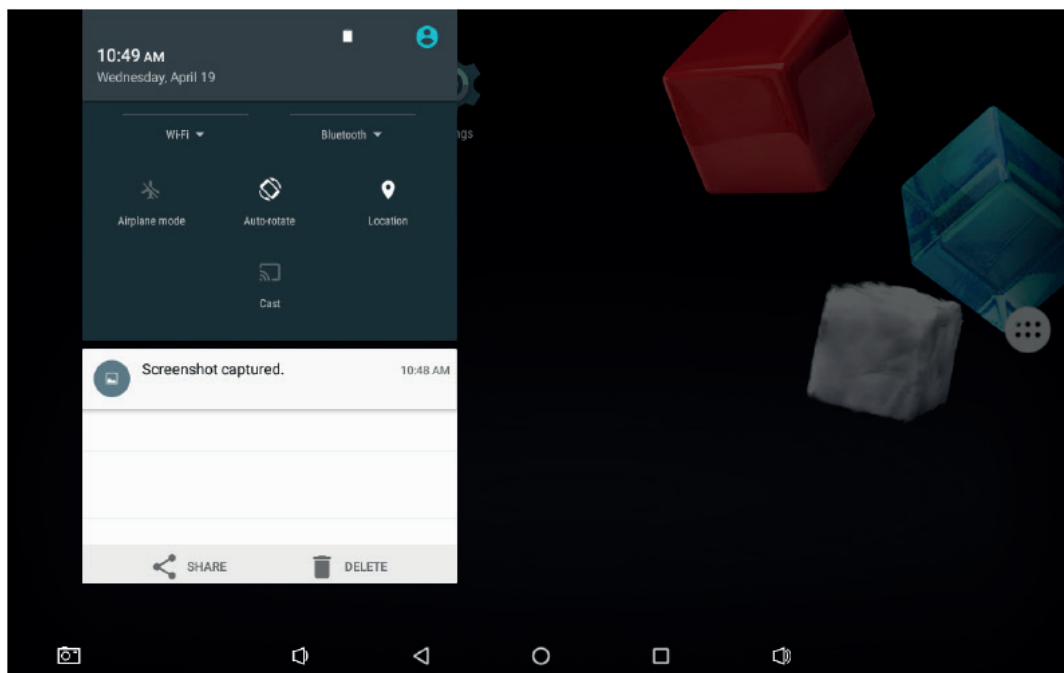 10:49 AM
Wednesday, April 19
Wi-Fi
Bluetooth
ngs
Airplane mode
Auto-rotate
Location
Cast
Screenshot captured.
10:48 AM
SHARE
DELETE